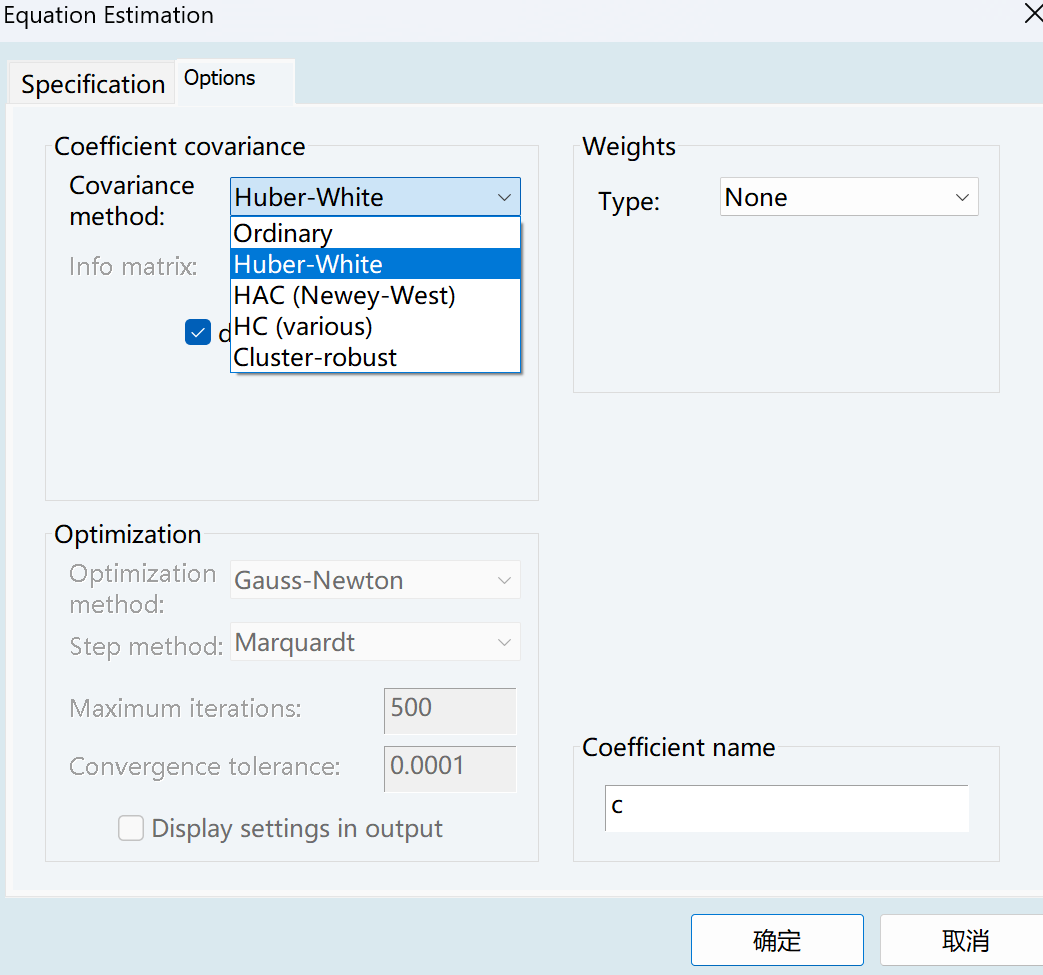 Equation Estimation
Specification
Options
Coefficient covariance
Covariance
method:
Huber-White
Ordinary
Huber-White
HAC (Newey-West)
HC (various)
Cluster-robust
Info matrix:
Weights
Type:
None
Optimization
Optimization
method:
Gauss-Newton
Step method:
Marquardt
Maximum iterations:
500
Convergence tolerance:
0.0001
Display settings in output
Coefficient name
c
确定
取消